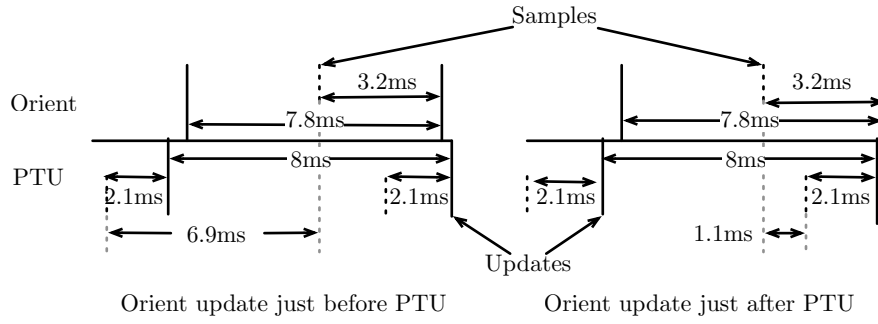 Samples
3.2ms
3.2ms
Orient
7.8ms
7.8ms
8ms
8ms
PTU
2.1ms
2.1ms
2.1ms
2.1ms
6.9ms
1.1ms
Updates
Orient update just before PTU
Orient update just after PTU